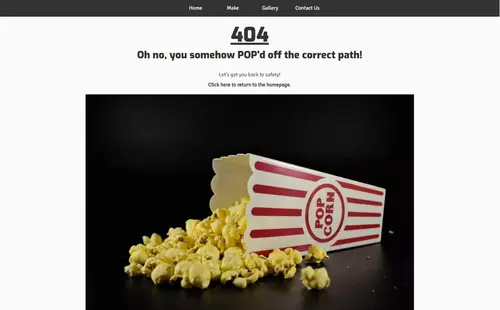 Home Make Gallery Contact Us
404
Oh no, you somehow POP'd off the correct path!
Let's get you back to safety!
Click here to return to the homepage.
POP
CORN